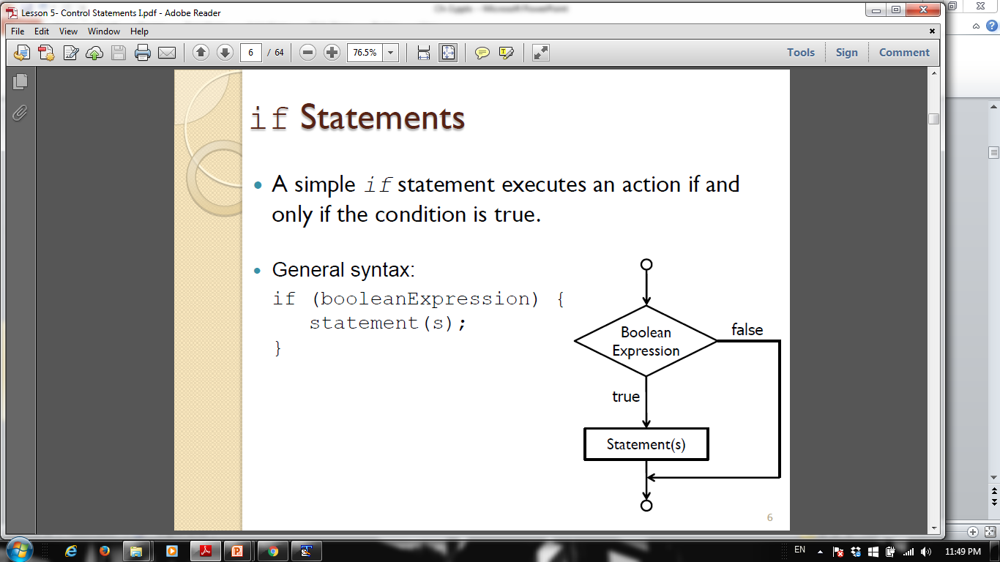 Lesson 5- Control Statements I.pdf - Adobe Reader
File Edit View Window Help
6 / 64 76.5% Tools Sign Comment
if Statements
• A simple if statement executes an action if and
only if the condition is true.
• General syntax:
if (booleanExpression) {
statement(s);
}
Boolean
Expression
false
true
Statement(s)
6
EN 11:49 PM